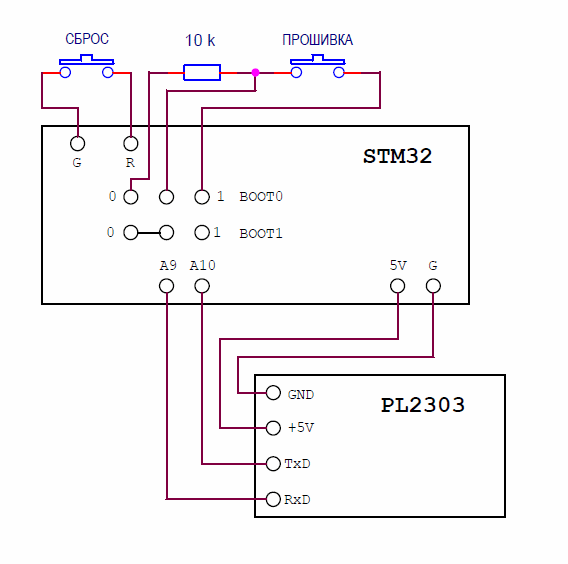 СБРОС
10 k
ПРОШИВКА
STM32
G R
0 1 BOOT0
0 1 BOOT1
A9 A10 5V G
GND
PL2303
+5V
TxD
RxD